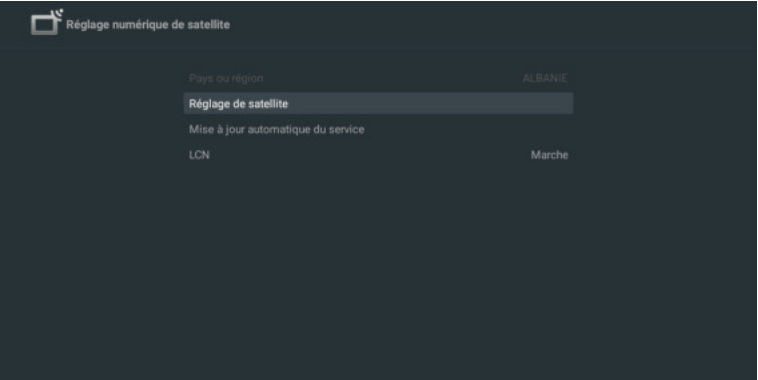 Réglage numérique de satellite
Pays ou région ALBANIE
Réglage de satellite
Mise à jour automatique du service
LCN Marche